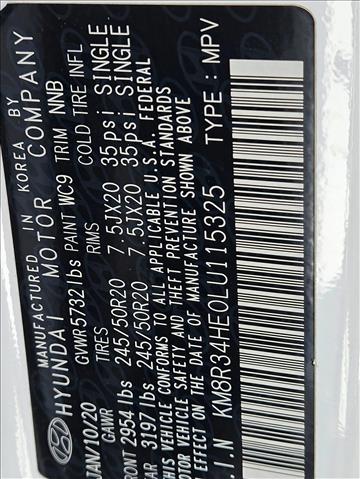 MANUFACTURED IN KOREA BY
HYUNDAI MOTOR COMPANY
JAN/10/20 GVWR 5732 lbs PAINT WC9 TRIM NNB
GAWR TIRES RIMS COLD TIRE INFL
FRONT 2954 lbs 245/50R20 7.5JX20 35psi SINGLE
AR 3197 lbs 245/50R20 7.5JX20 35psi SINGLE
THIS VEHICLE CONFORMS TO ALL APPLICABLE U.S.A. FEDERAL
MOTOR VEHICLE SAFETY AND THEFT PREVENTION STANDARDS
IN EFFECT ON THE DATE OF MANUFACTURE SHOWN ABOVE
.I.N KM8R34HE0LU115325 TYPE : MPV